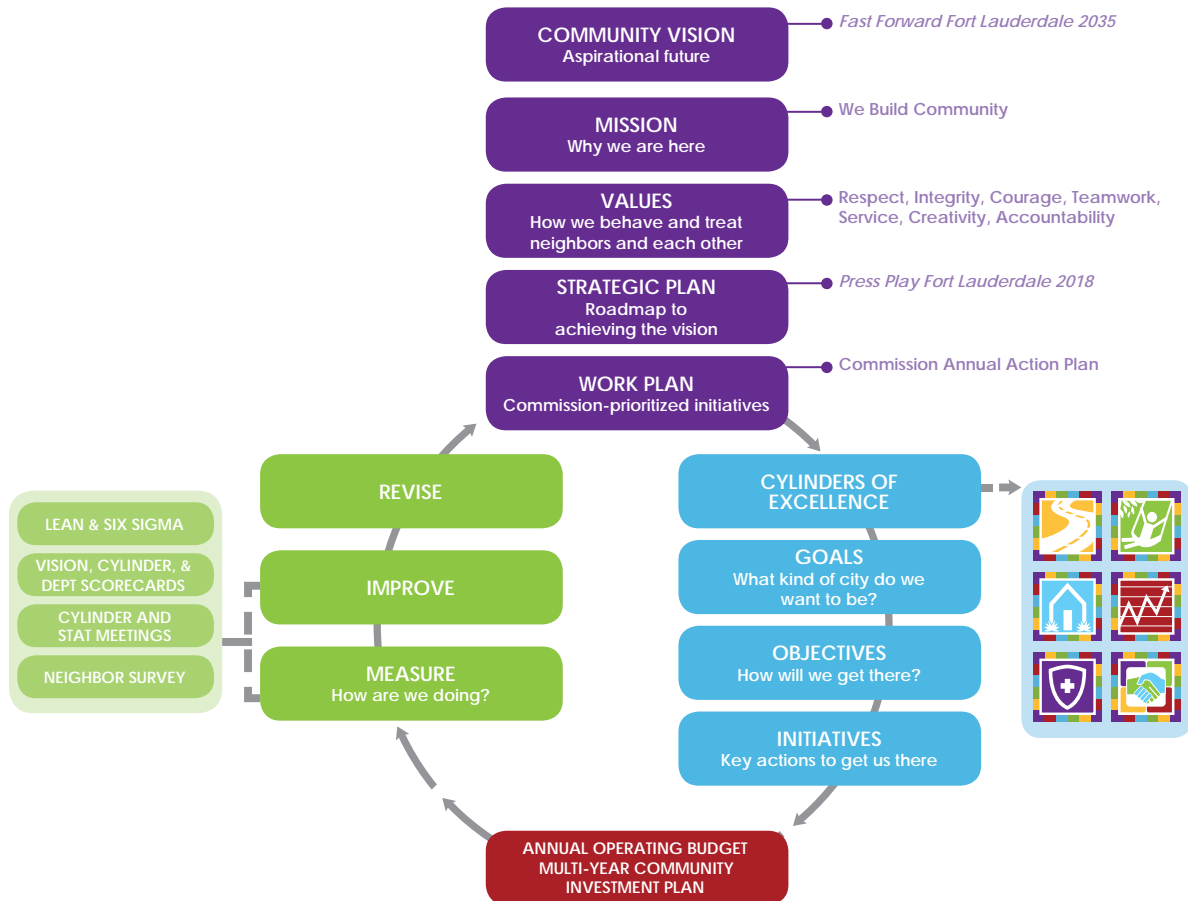 COMMUNITY VISION
Aspirational future
Fast Forward Fort Lauderdale 2035
MISSION
Why we are here
We Build Community
VALUES
How we behave and treat
neighbors and each other
Respect, Integrity, Courage, Teamwork,
Service, Creativity, Accountability
STRATEGIC PLAN
Roadmap to
achieving the vision
Press Play Fort Lauderdale 2018
WORK PLAN
Commission-prioritized initiatives
Commission Annual Action Plan
CYLINDERS OF
EXCELLENCE
GOALS
What kind of city do we
want to be?
OBJECTIVES
How will we get there?
INITIATIVES
Key actions to get us there
ANNUAL OPERATING BUDGET
MULTI-YEAR COMMUNITY
INVESTMENT PLAN
REVISE
IMPROVE
MEASURE
How are we doing?
LEAN & SIX SIGMA
VISION, CYLINDER, &
DEPT SCORECARDS
CYLINDER AND
STAT MEETINGS
NEIGHBOR SURVEY